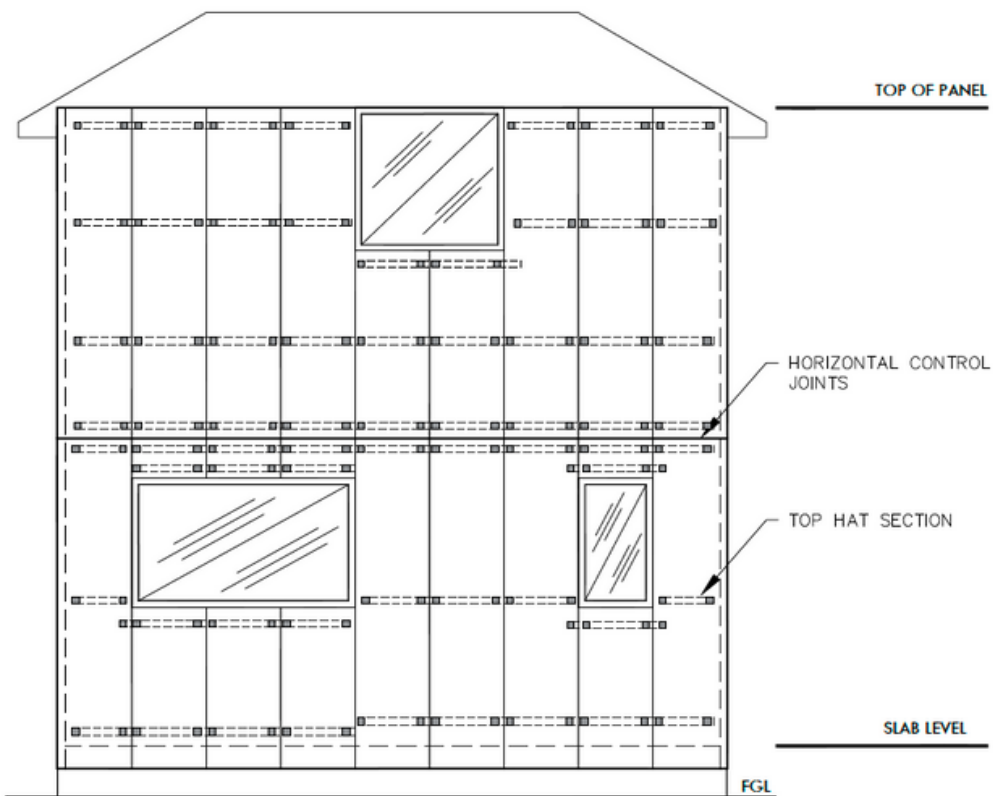 TOP OF PANEL
HORIZONTAL CONTROL
JOINTS
TOP HAT SECTION
SLAB LEVEL
FGL